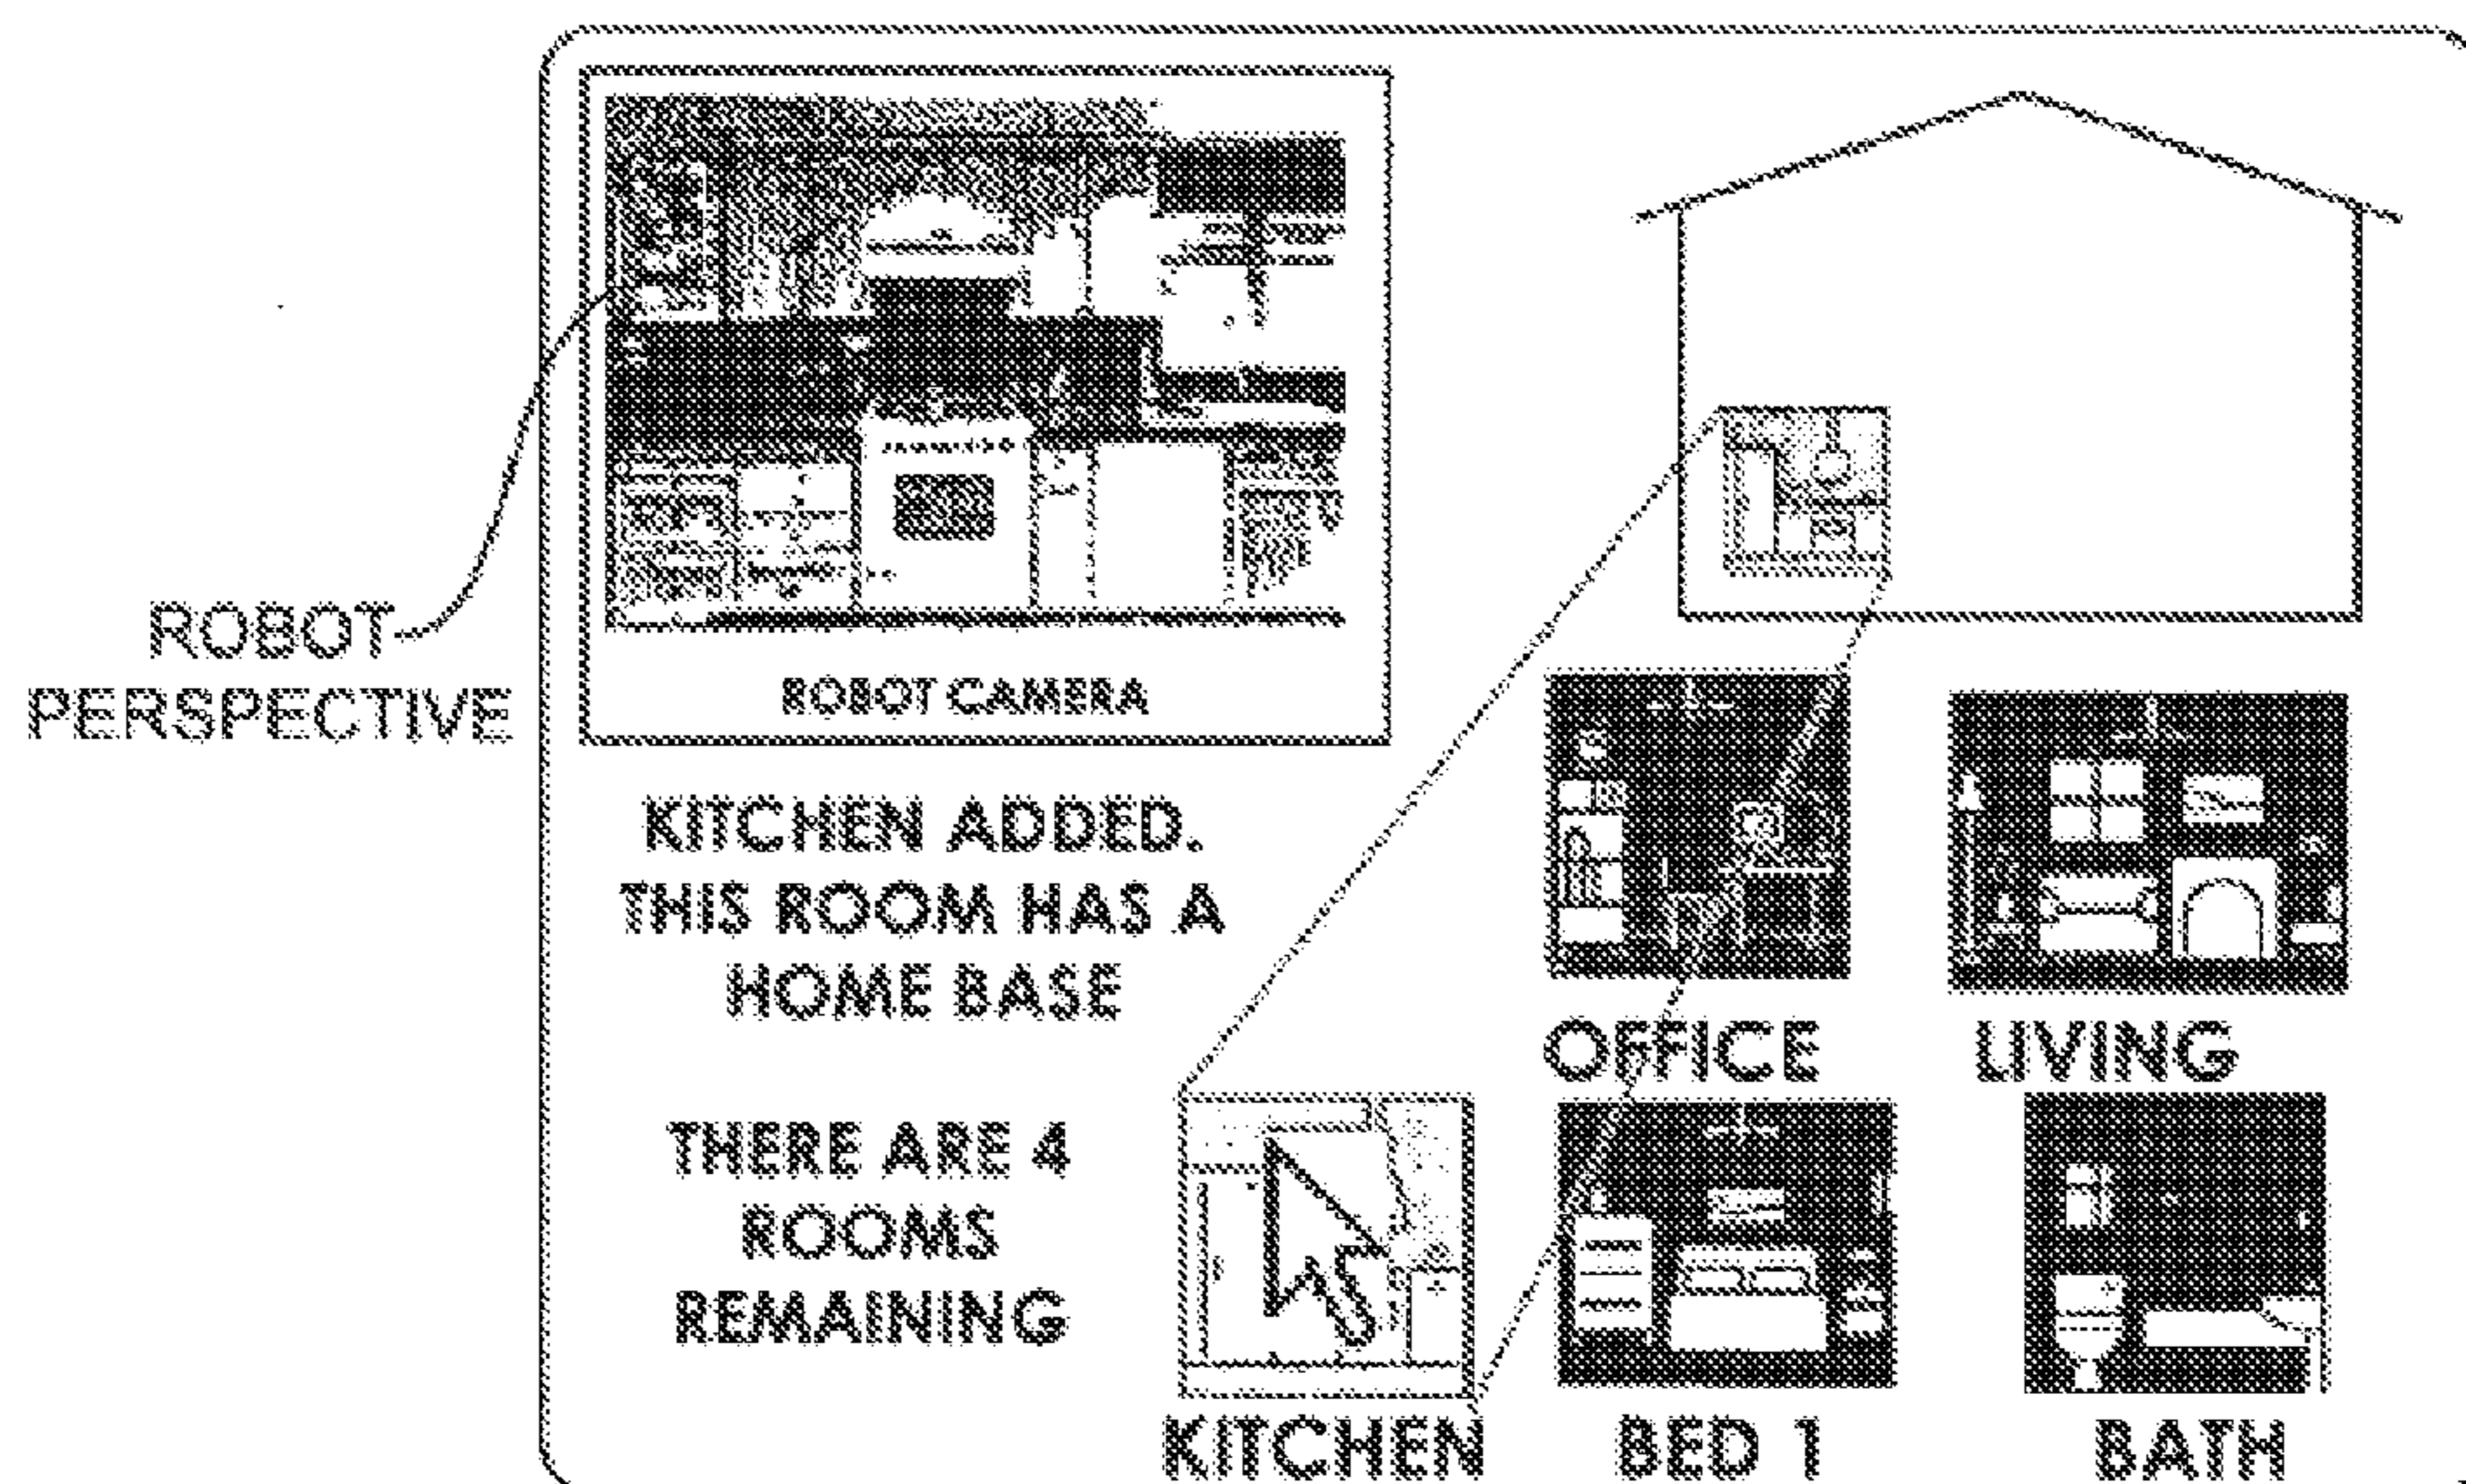 ROBOT
PERSPECTIVE
ROBOT CAMERA
KITCHEN ADDED.
THIS ROOM HAS A
HOME BASE
THERE ARE 4
ROOMS
REMAINING
OFFICE
LIVING
KITCHEN
BED 1
BATH